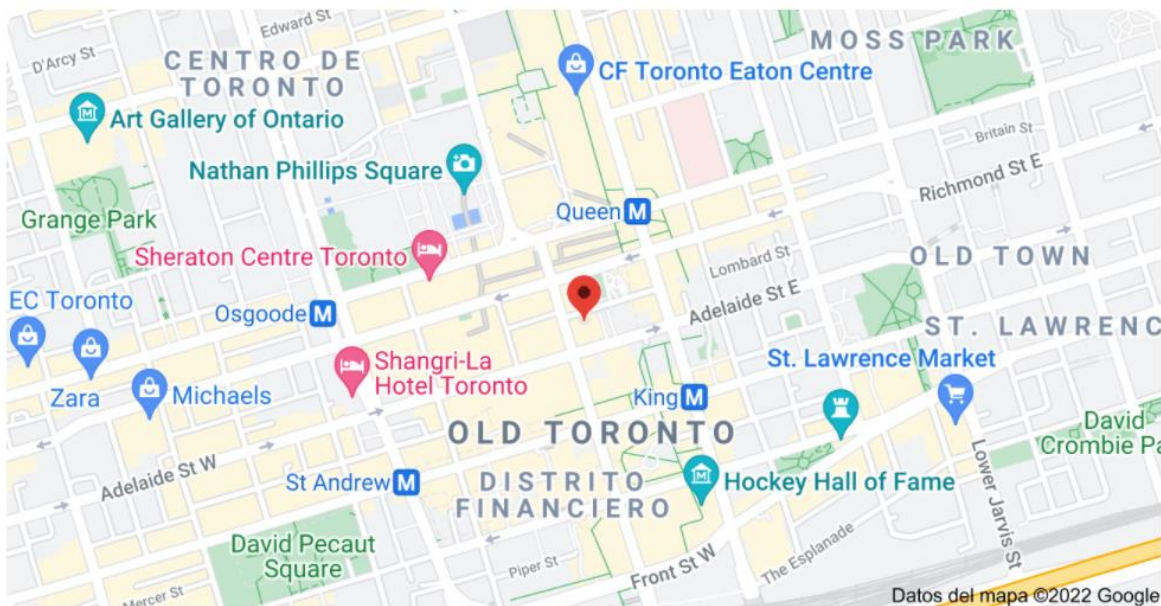 Edward St
MOSS PARK
D'Arcy St
CENTRO DE
TORONTO
CF Toronto Eaton Centre
Art Gallery of Ontario
Britain St
Nathan Phillips Square
Richmond St E
Grange Park
Queen M
Sheraton Centre Toronto
Lombard St
OLD TOWN
EC Toronto
Osgoode M
Adelaide St E
ST. LAWRENC
Shangri-La
Hotel Toronto
St. Lawrence Market
Zara
Michaels
King M
OLD TORONTO
David
Crombie Pa
Adelaide St W
St Andrew M
DISTRITO
FINANCIERO
Hockey Hall of Fame
Lower Jarvis St
David Pecaut
Square
Piper St
Front St W
The Esplanade
Mercer St
Datos del mapa ©2022 Google